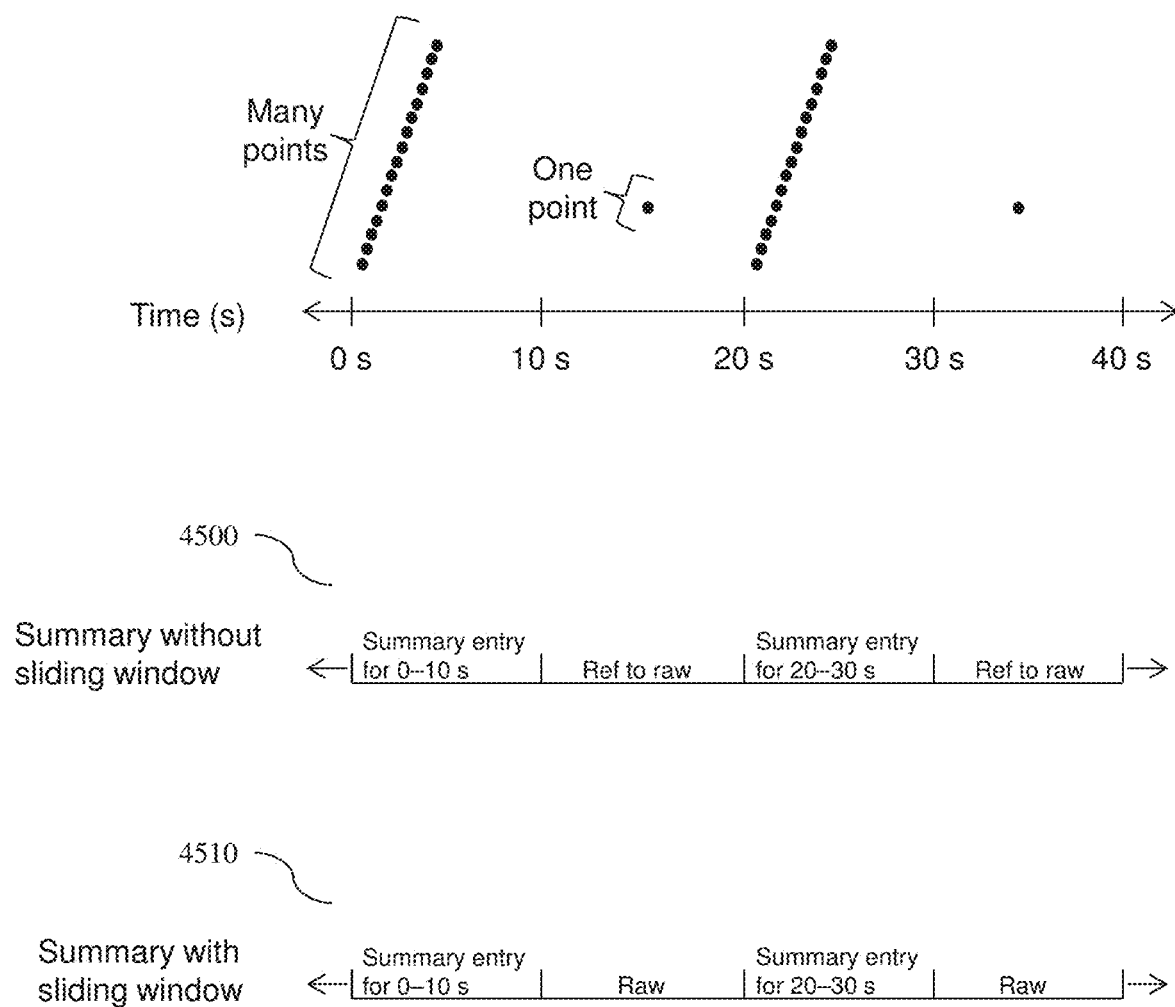 Many
points
One
point
Time (s)
0 s 10 s 20 s 30 s 40 s
4500
Summary without
sliding window
Summary entry
for 0--10 s
Ref to raw
Summary entry
for 20--30 s
Ref to raw
4510
Summary with
sliding window
Summary entry
for 0--10 s
Raw
Summary entry
for 20--30 s
Raw